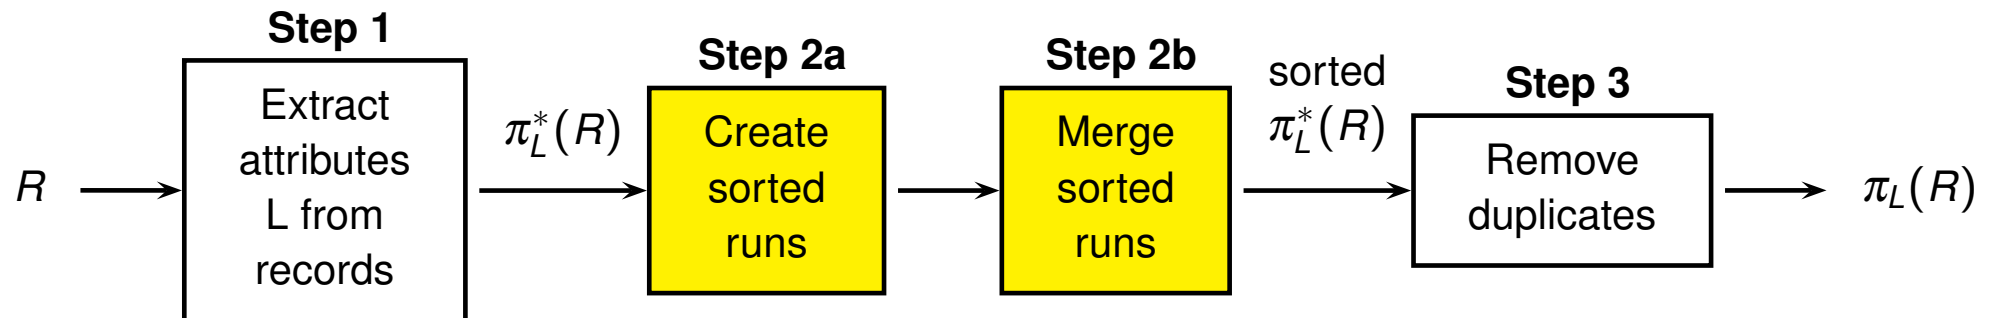 R
Step 1
Extract
attributes
L from
records
π*L(R)
Step 2a
Create
sorted
runs
Step 2b
Merge
sorted
runs
sorted
π*L(R)
Step 3
Remove
duplicates
πL(R)